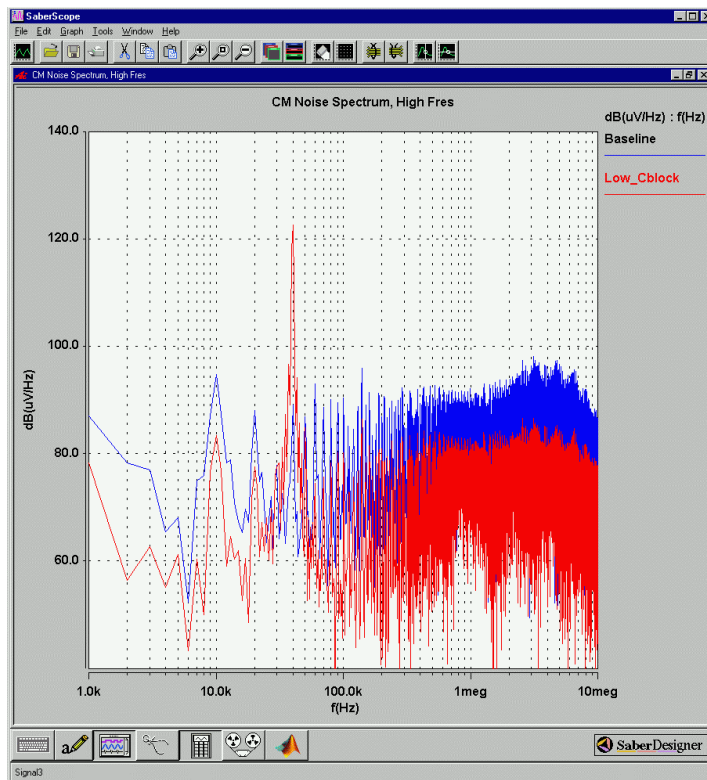 SaberScope
File Edit Graph Tools Window Help
CM Noise Spectrum, High Fres
CM Noise Spectrum, High Fres
dB(uV/Hz) : f(Hz)
Baseline
Low_Cblock
140.0
120.0
100.0
80.0
60.0
dB(uV/Hz)
1.0k 10.0k 100.0k 1meg 10meg
f(Hz)
a
SaberDesigner
Signal3